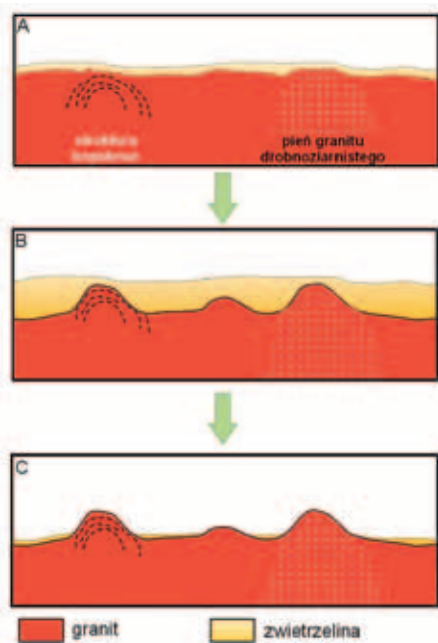 A
struktura
kopułowa
pień granitu
drobnoziarnistego
B
C
granit
zwietrzelina